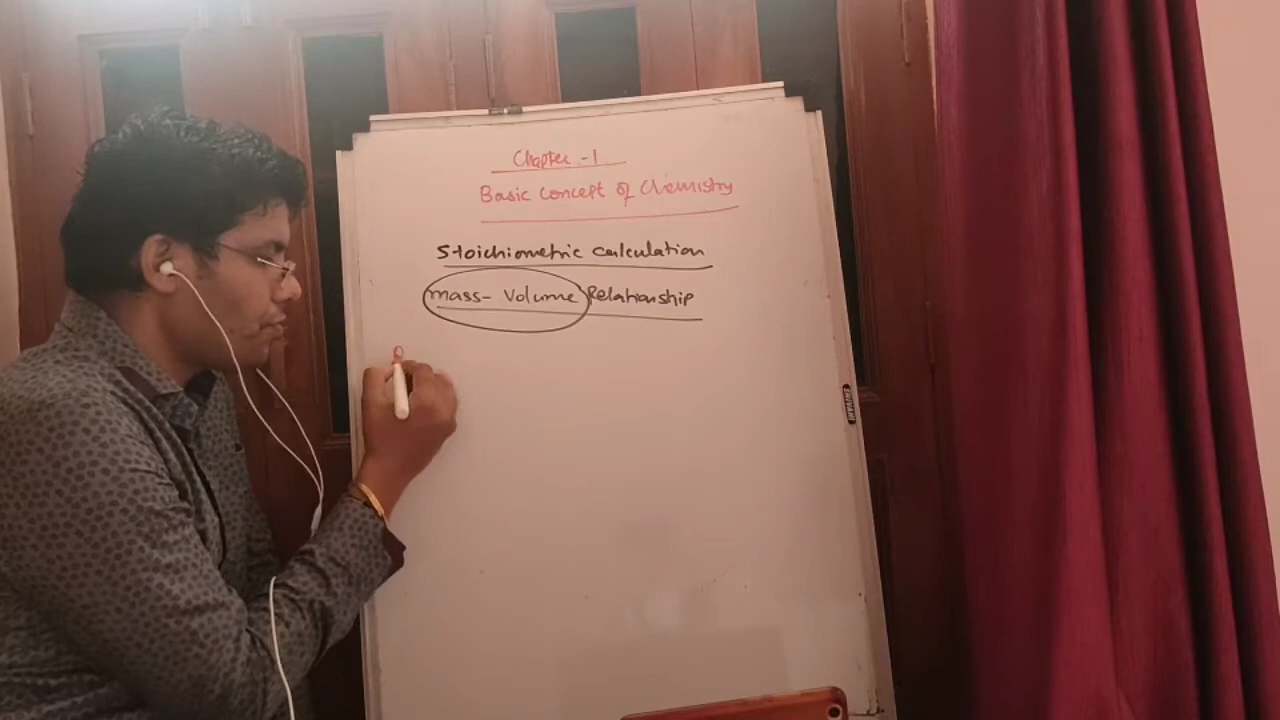 Chapter-1
Basic Concept of Chemistry
Stoichiometric calculation
Mass-Volume Relationship
Q